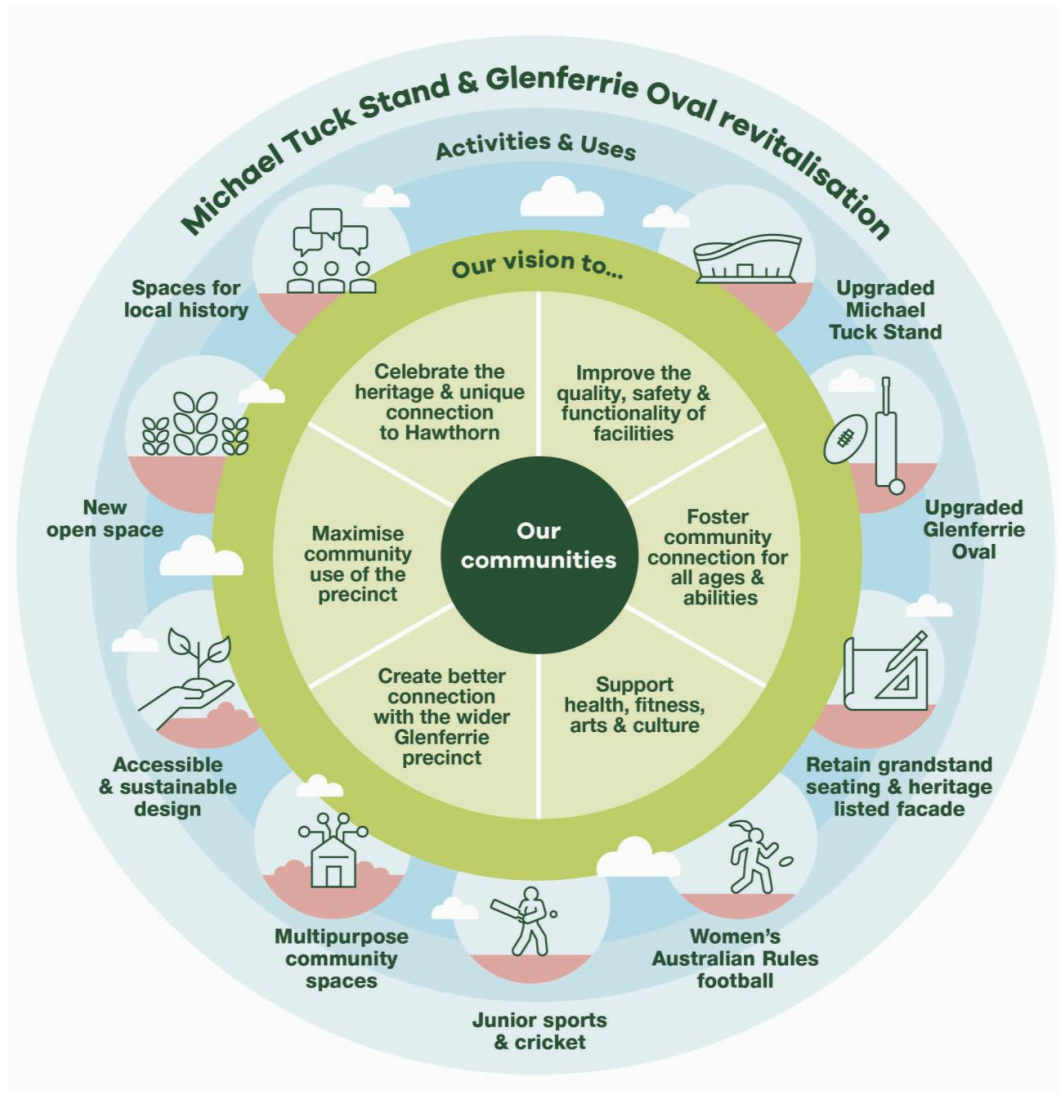 Michael Tuck Stand & Glenferrie Oval revitalisation
Activities & Uses
Our vision to...
Upgraded
Michael
Tuck Stand
Upgraded
Glenferrie
Oval
Retain grandstand
seating & heritage
listed facade
Women's
Australian Rules
football
Junior sports
& cricket
Multipurpose
community
spaces
Accessible
& sustainable
design
New
open space
Spaces for
local history
Improve the
quality, safety &
functionality of
facilities
Foster
community
connection for
all ages &
abilities
Support
health, fitness,
arts & culture
Create better
connection
with the wider
Glenferrie
precinct
Maximise
community
use of the
precinct
Celebrate the
heritage & unique
connection
to Hawthorn
Our
communities